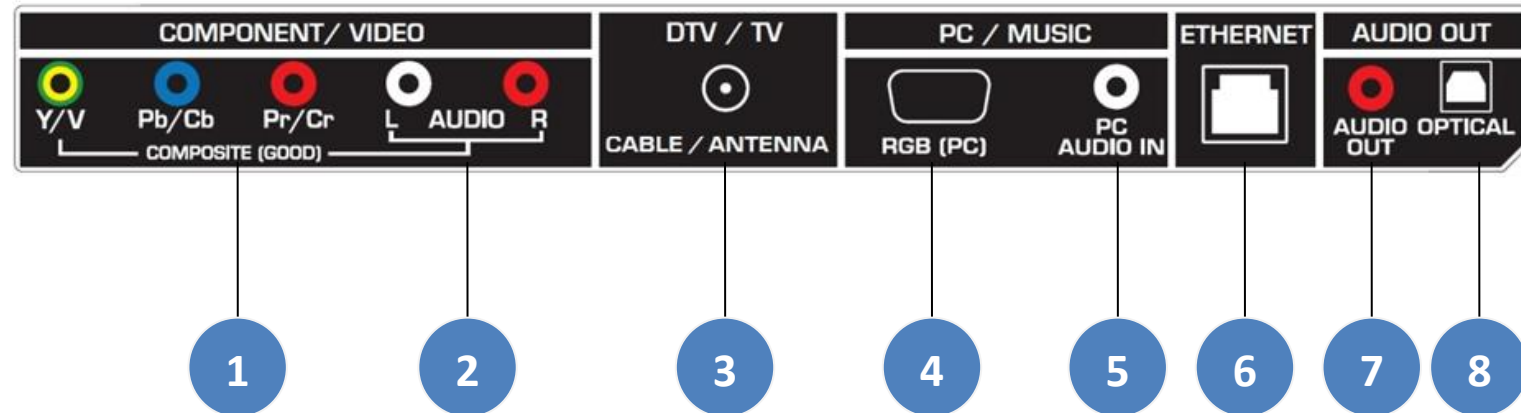 COMPONENT/ VIDEO
Y/V Pb/Cb Pr/Cr L AUDIO R
COMPOSITE (GOOD)
DTV / TV
CABLE / ANTENNA
PC / MUSIC
RGB (PC)
PC
AUDIO IN
ETHERNET
AUDIO OUT
AUDIO
OUT
OPTICAL
1 2 3 4 5 6 7 8